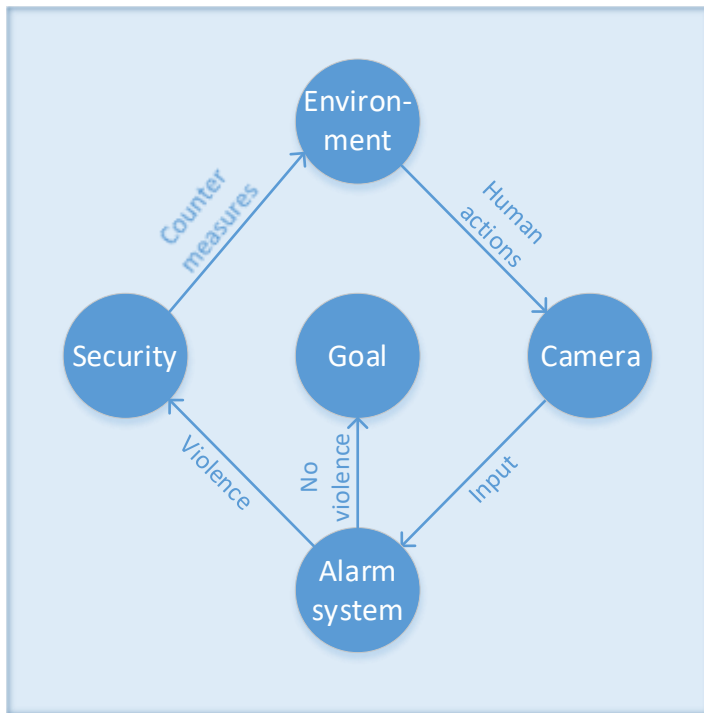 Environ-
ment
Counter
measures
Human
actions
Security
Goal
Camera
Violence
No
violence
Input
Alarm
system